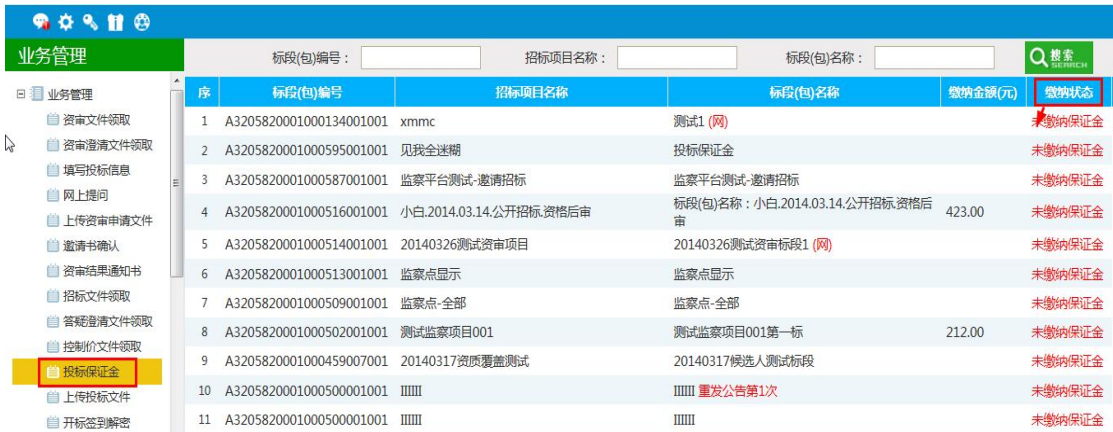 业务管理
标段(包)编号：
招标项目名称：
标段(包)名称：
搜索
SEARCH
业务管理
资审文件领取
资审澄清文件领取
填写投标信息
网上提问
上传资审申请文件
邀请书确认
资审结果通知书
招标文件领取
答疑澄清文件领取
控制价文件领取
投标保证金
上传投标文件
开标签到解密
序 标段(包)编号 招标项目名称 标段(包)名称 缴纳金额(元) 缴纳状态
1 A3205820001000134001001 xmmc 测试1 (网) 未缴纳保证金
2 A3205820001000595001001 见我全迷糊 投标保证金 未缴纳保证金
3 A3205820001000587001001 监察平台测试-邀请招标 监察平台测试-邀请招标 未缴纳保证金
4 A3205820001000516001001 小白.2014.03.14.公开招标.资格后审 标段(包)名称：小白.2014.03.14.公开招标.资格后 423.00 未缴纳保证金
审
5 A3205820001000514001001 20140326测试资审项目 20140326测试资审标段1 (网) 未缴纳保证金
6 A3205820001000513001001 监察点显示 监察点显示 未缴纳保证金
7 A3205820001000509001001 监察点-全部 监察点-全部 未缴纳保证金
8 A3205820001000502001001 测试监察项目001 测试监察项目001第一标 212.00 未缴纳保证金
9 A3205820001000459007001 20140317资质覆盖测试 20140317候选人测试标段 未缴纳保证金
10 A3205820001000500001001 IIIIII IIIIII 重发公告第1次 未缴纳保证金
11 A3205820001000500001001 IIIIII IIIIII 未缴纳保证金